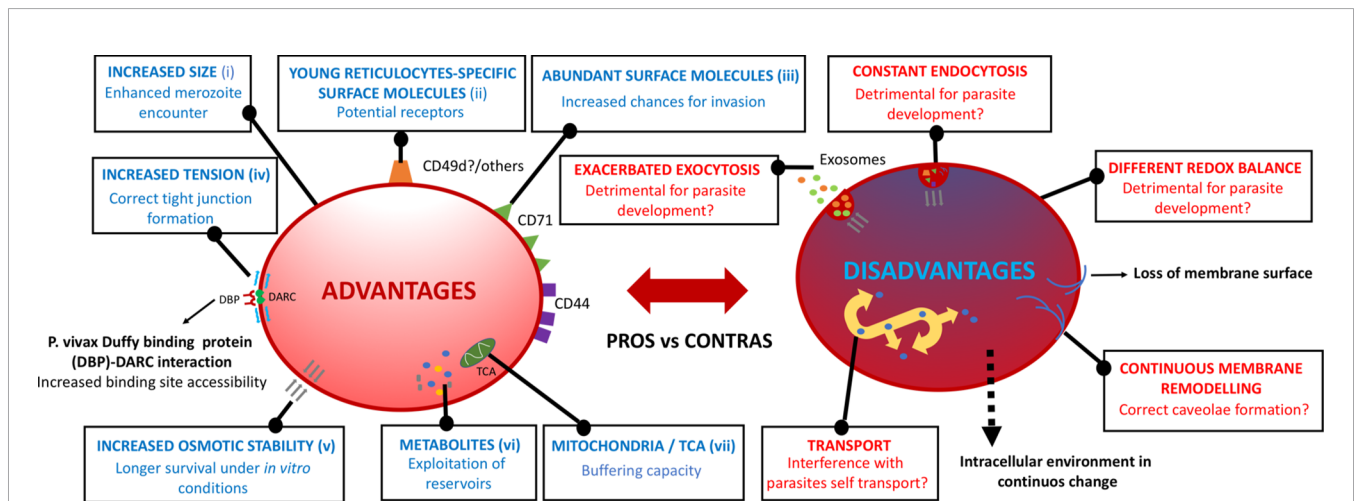 INCREASED SIZE (i)
Enhanced merozoite
encounter
YOUNG RETICULOCYTES-SPECIFIC
SURFACE MOLECULES (ii)
Potential receptors
ABUNDANT SURFACE MOLECULES (iii)
Increased chances for invasion
CONSTANT ENDOCYTOSIS
Detrimental for parasite
development?
INCREASED TENSION (iv)
Correct tight junction
formation
CD49d?/others
EXACERBATED EXOCYTOSIS
Detrimental for parasite
development?
Exosomes
DIFFERENT REDOX BALANCE
Detrimental for parasite
development?
CD71
ADVANTAGES
DISADVANTAGES
Loss of membrane surface
DBP
DARC
CD44
PROS vs CONTRAS
P. vivax Duffy binding protein
(DBP)-DARC interaction
Increased binding site accessibility
TCA
CONTINUOUS MEMBRANE
REMODELLING
Correct caveolae formation?
INCREASED OSMOTIC STABILITY (v)
Longer survival under in vitro
conditions
METABOLITES (vi)
Exploitation of
reservoirs
MITOCHONDRIA / TCA (vii)
Buffering capacity
TRANSPORT
Interference with
parasites self transport?
Intracellular environment in
continuos change